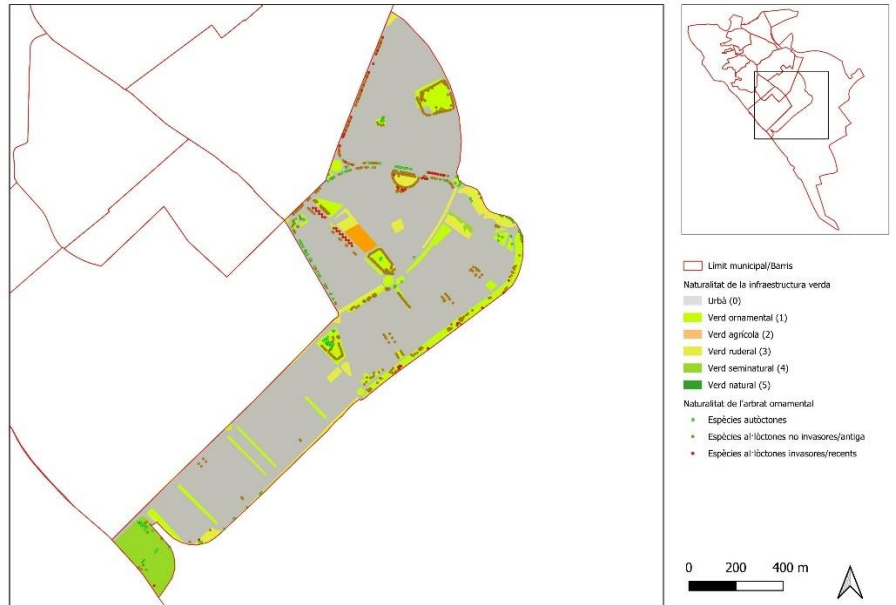 Límit municipal/Barris
Naturalitat de la infraestructura verda
Urbà (0)
Verd ornamental (1)
Verd agrícola (2)
Verd ruderal (3)
Verd seminatural (4)
Verd natural (5)
Naturalitat de l'arbrat ornamental
Espècies autòctones
Espècies al·lòctones no invasores/antiga
Espècies al·lòctones invasores/recents
0 200 400 m